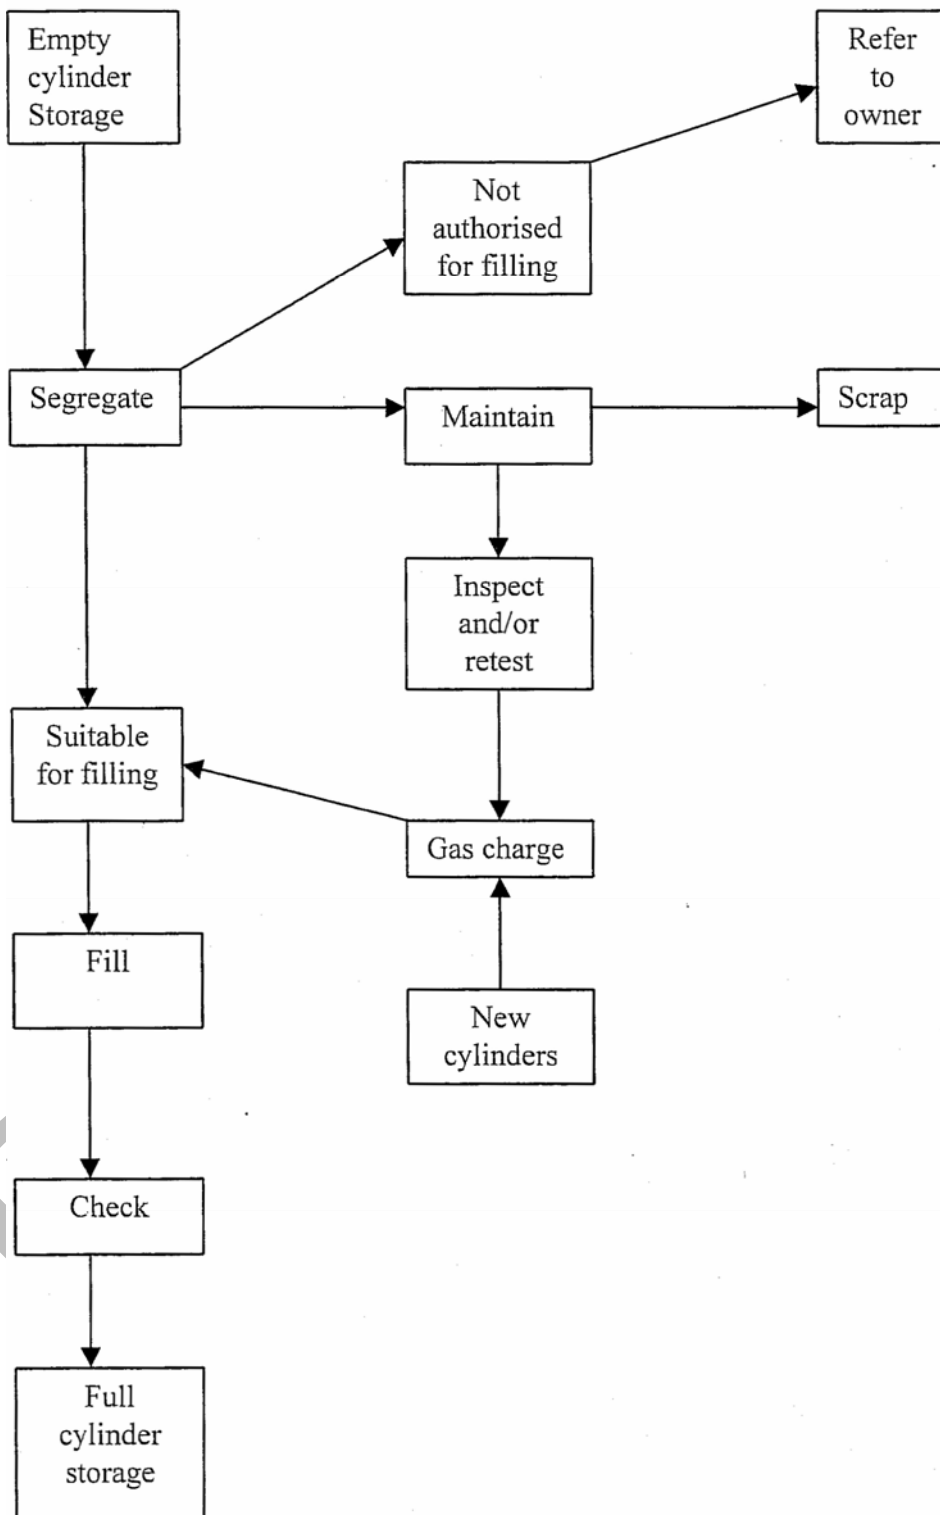 Empty
cylinder
Storage
Refer
to
owner
Not
authorised
for filling
Segregate
Maintain
Scrap
Inspect
and/or
retest
Suitable
for filling
Gas charge
Fill
New
cylinders
Check
Full
cylinder
storage